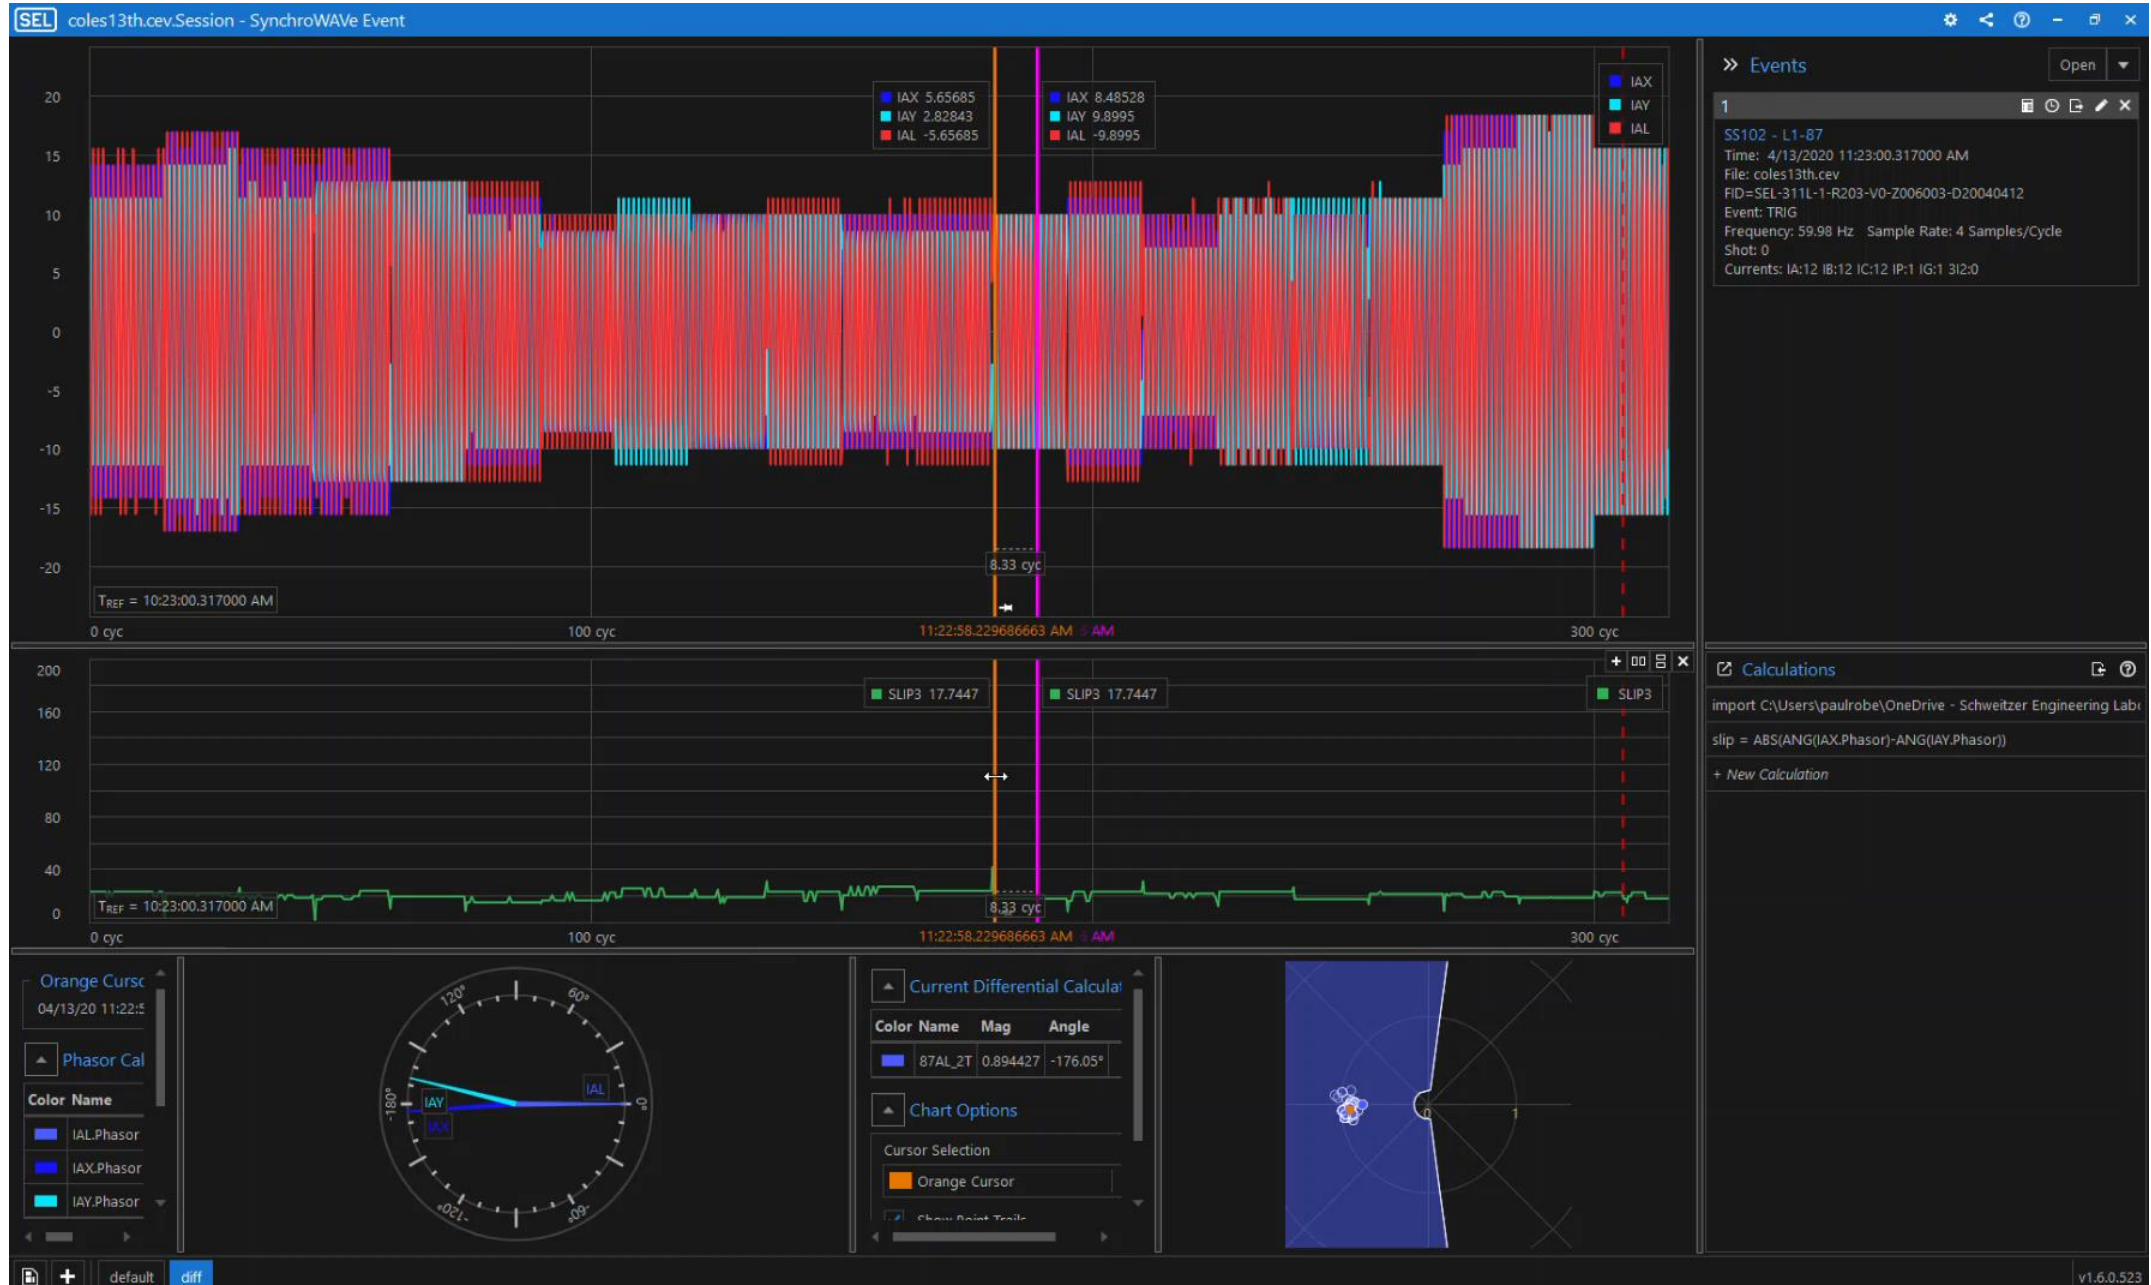 SEL coles13th.cev.Session - SynchroWAVe Event
IAX 5.65685
IAY 2.82843
IAL -5.65685
IAX 8.48528
IAY 9.8995
IAL -9.8995
IAX
IAY
IAL
20
15
10
5
0
-5
-10
-15
-20
8.33 cyc
TREF = 10:23:00.317000 AM
0 cyc
100 cyc
11:22:58.229686663 AM
AM
300 cyc
Events
Open
1
SS102 - L1-87
Time: 4/13/2020 11:23:00.317000 AM
File: coles13th.cev
FID=SEL-311L-1-R203-V0-Z006003-D20040412
Event: TRIG
Frequency: 59.98 Hz Sample Rate: 4 Samples/Cycle
Shot: 0
Currents: IA:12 IB:12 IC:12 IP:1 IG:1 3I2:0
200
160
120
80
40
0
SLIP3 17.7447
SLIP3 17.7447
SLIP3
TREF = 10:23:00.317000 AM
8.33 cyc
0 cyc
100 cyc
11:22:58.229686663 AM
AM
300 cyc
Calculations
import C:\Users\paulrobe\OneDrive - Schweitzer Engineering Lab
slip = ABS(ANG(IAX.Phasor)-ANG(IAY.Phasor))
+ New Calculation
Orange Curs
04/13/20 11:22:5
Phasor Cal
Color Name
IAL.Phasor
IAX.Phasor
IAY.Phasor
120°
60°
-180°
0°
-120°
-60°
IAL
IAY
IAX
Current Differential Calcula
Color Name Mag Angle
87AL_2T 0.894427 -176.05°
Chart Options
Cursor Selection
Orange Cursor
Show Point Trails
0
1
default
diff
v1.6.0.523